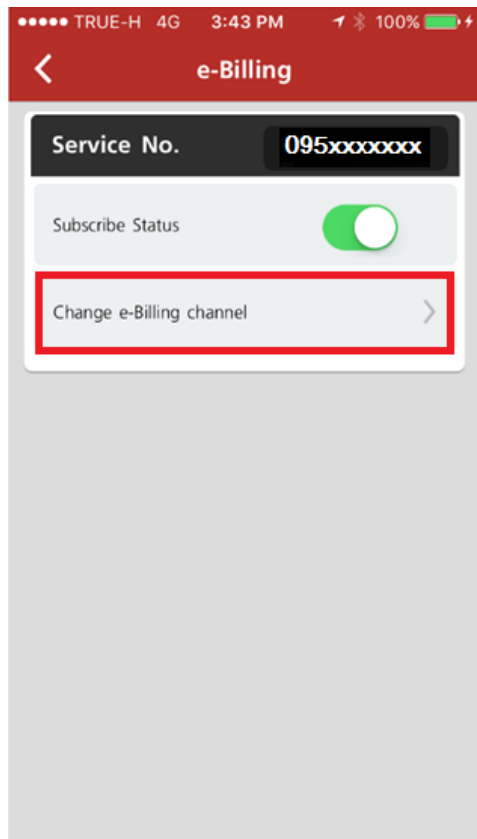 TRUE-H 4G 3:43 PM 100%
e-Billing
Service No. 095xxxxxxx
Subscribe Status
Change e-Billing channel